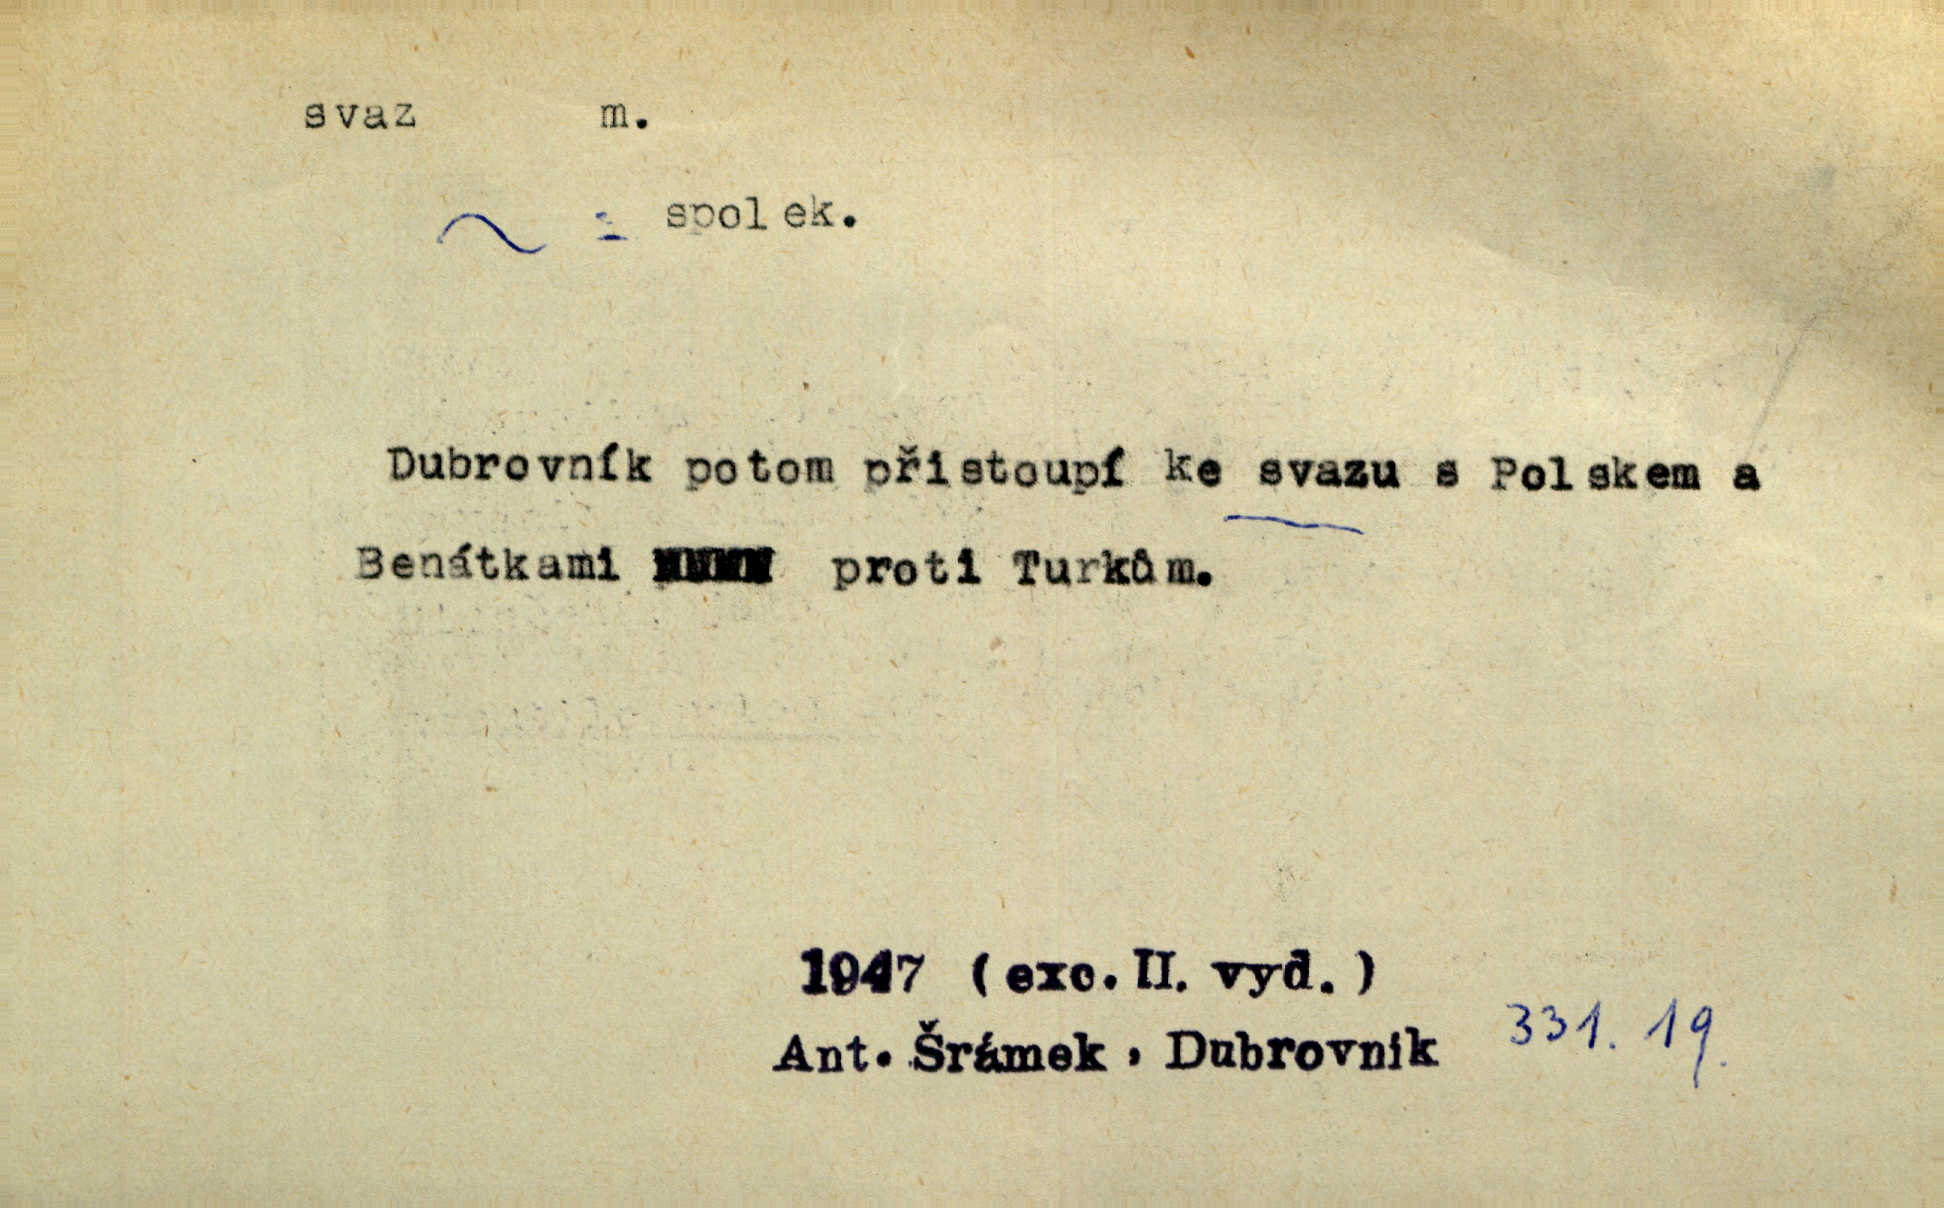 svaz m.
~ = spolek.
Dubrovník potom přistoupí ke svazu s Polskem a
Benátkami proti Turkům.
1947 (exc. II. vyd.)
Ant. Šrámek, Dubrovnik 331. 19.